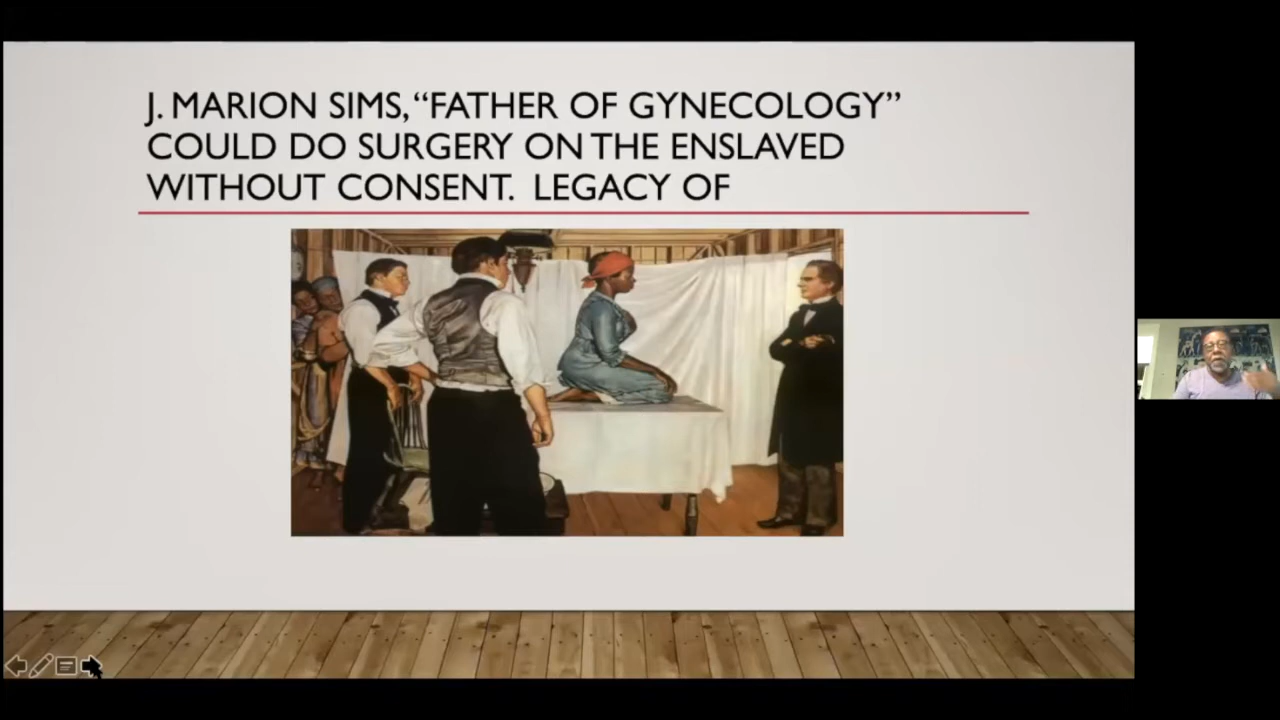 J. MARION SIMS, “FATHER OF GYNECOLOGY”
COULD DO SURGERY ON THE ENSLAVED
WITHOUT CONSENT. LEGACY OF